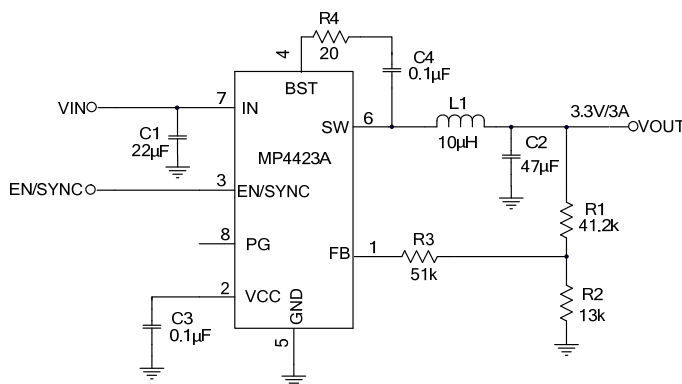 R4
20
4
BST
C4
0.1µF
VIN
7
IN
C1
22µF
SW
6
L1
10µH
3.3V/3A
VOUT
C2
47µF
MP4423A
EN/SYNC
3
EN/SYNC
R1
41.2k
8
PG
FB
1
R3
51k
2
VCC
GND
5
C3
0.1µF
R2
13k